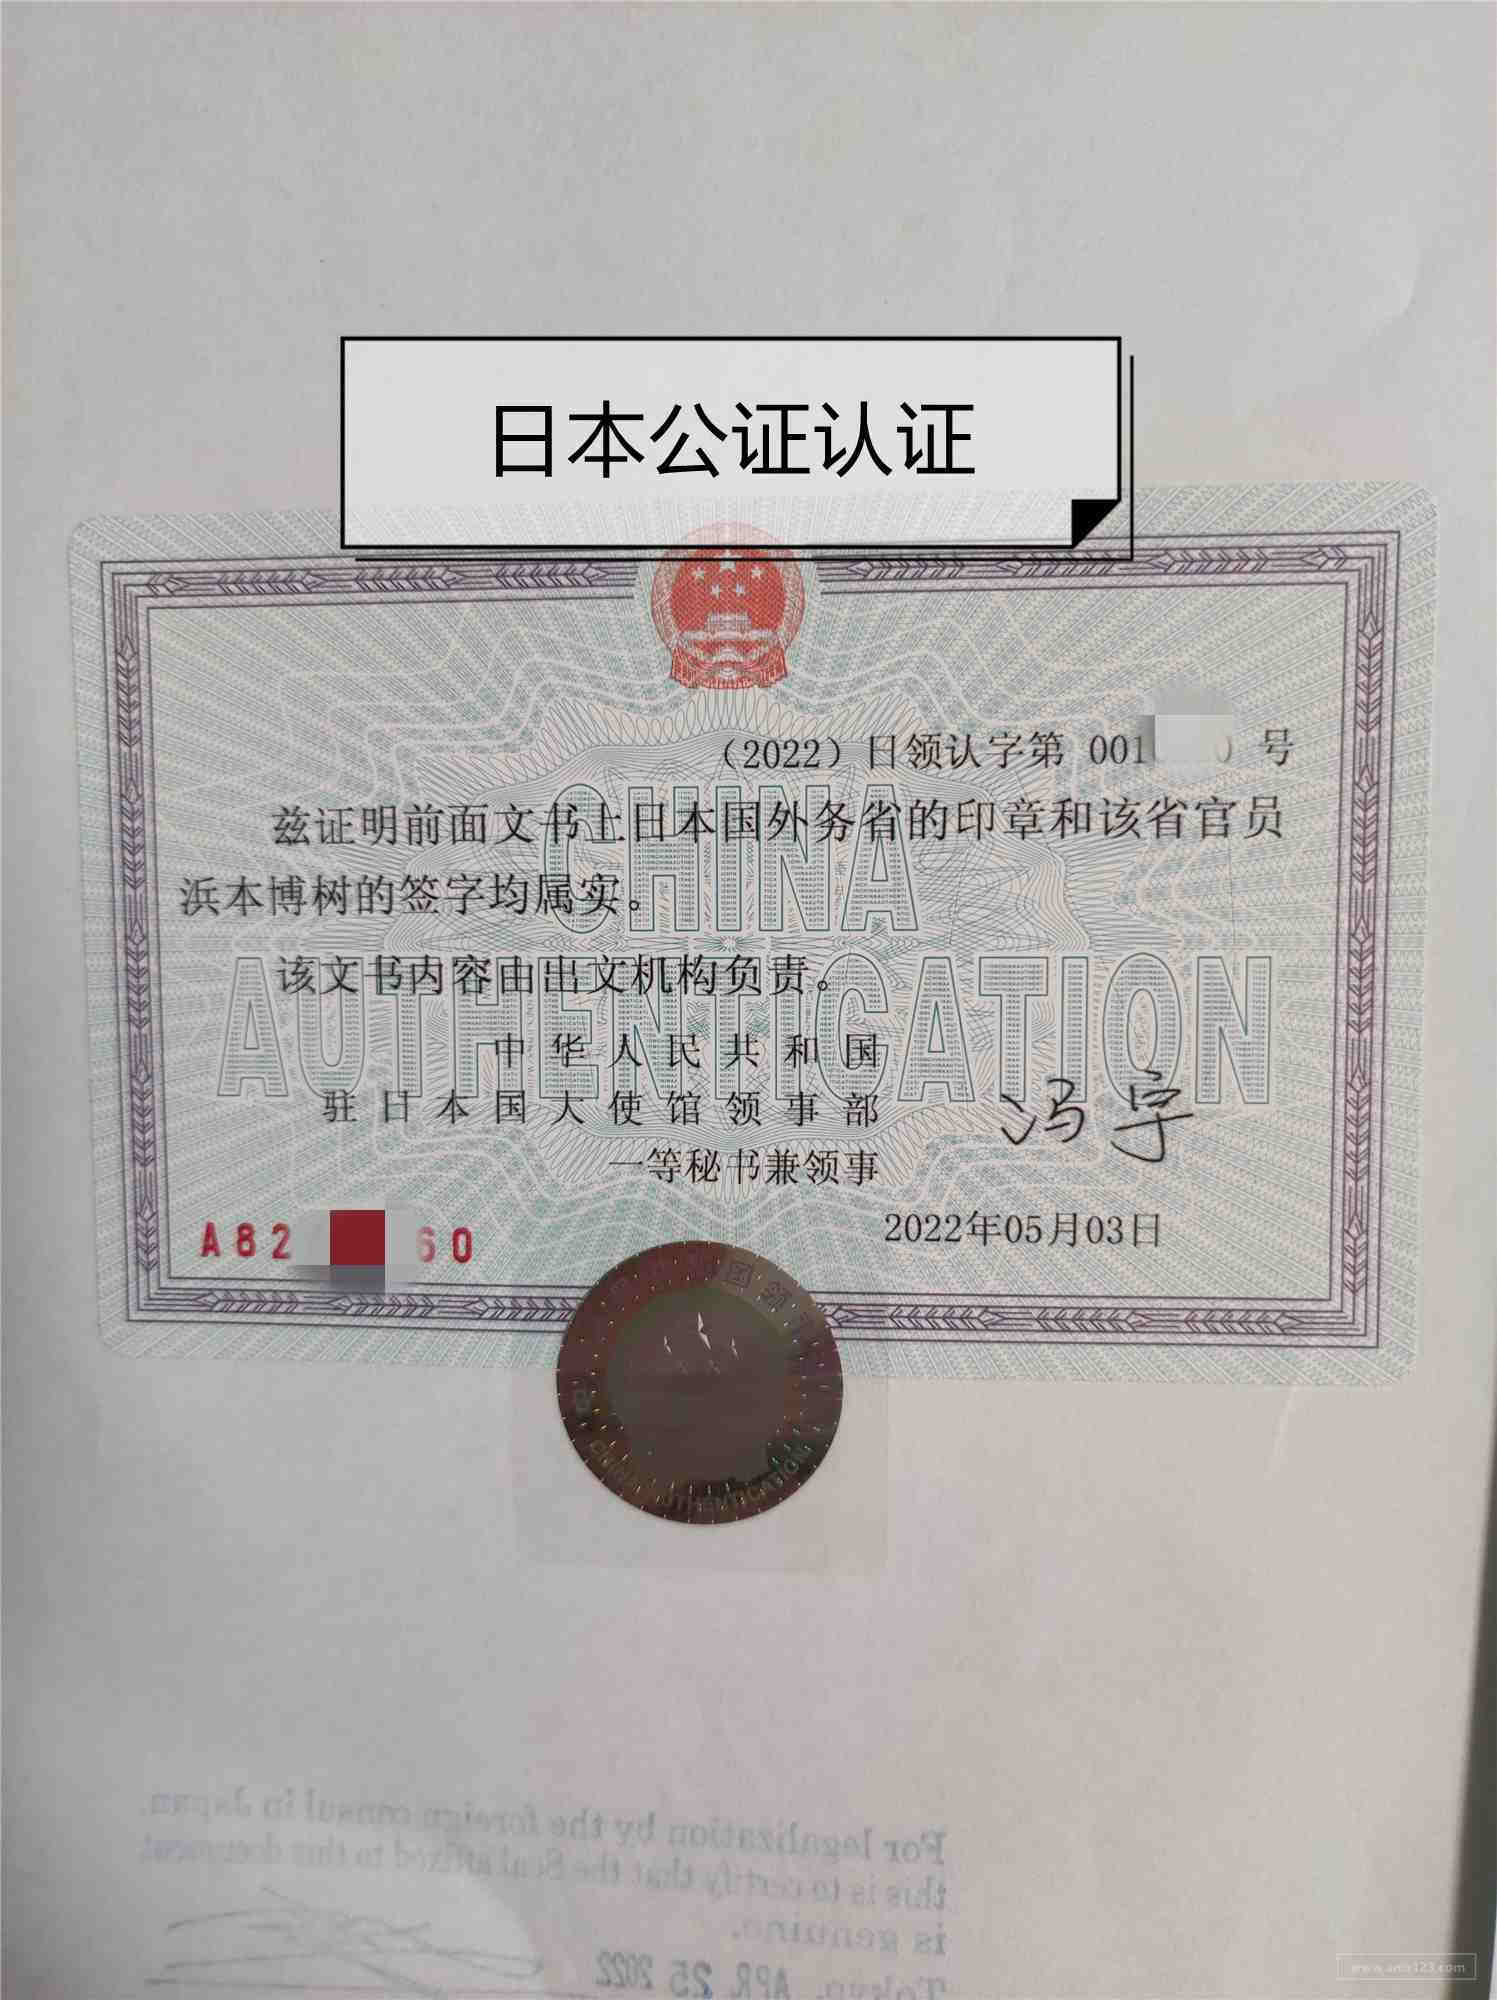 日本公证认证
（2022）日领认字第 001 0 号
兹证明前面文书上日本国外务省的印章和该省官员
浜本博树的签字均属实。
该文书内容由出文机构负责。
CHINA
AUTHENTICATION
中华人民共和国
驻日本国大使馆领事部
一等秘书兼领事
冯宇
2022年05月03日
A82 60
CHINA AUTHENTICATION
For legalization by the foreign consul in Japan,
this is to certify that the Seal affixed to this document
is genuine.
Tokyo, APR. 25 2022